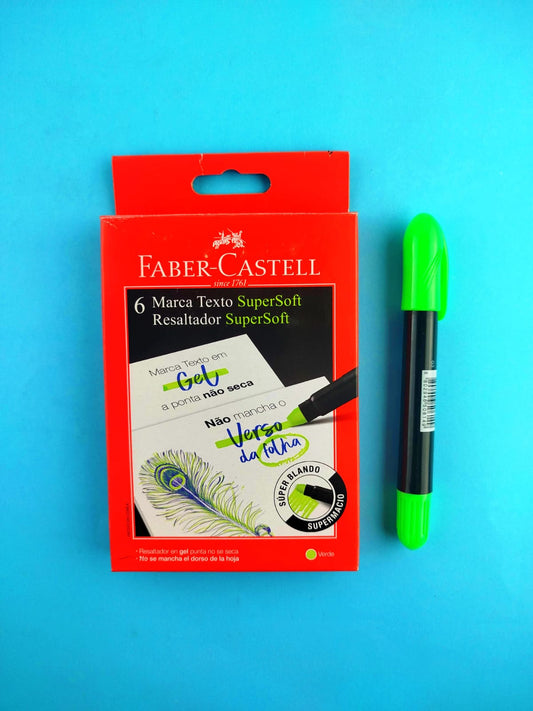 FABER-CASTELL
since 1761
6 Marca Texto SuperSoft
Resaltador SuperSoft
Marca Texto em
Gel
a ponta não seca
Não mancha o
Verso
da folha
SÚPER BLANDO
SUPERMACIO
• Resaltador en gel punta no se seca
• No se mancha el dorso de la hoja
Verde